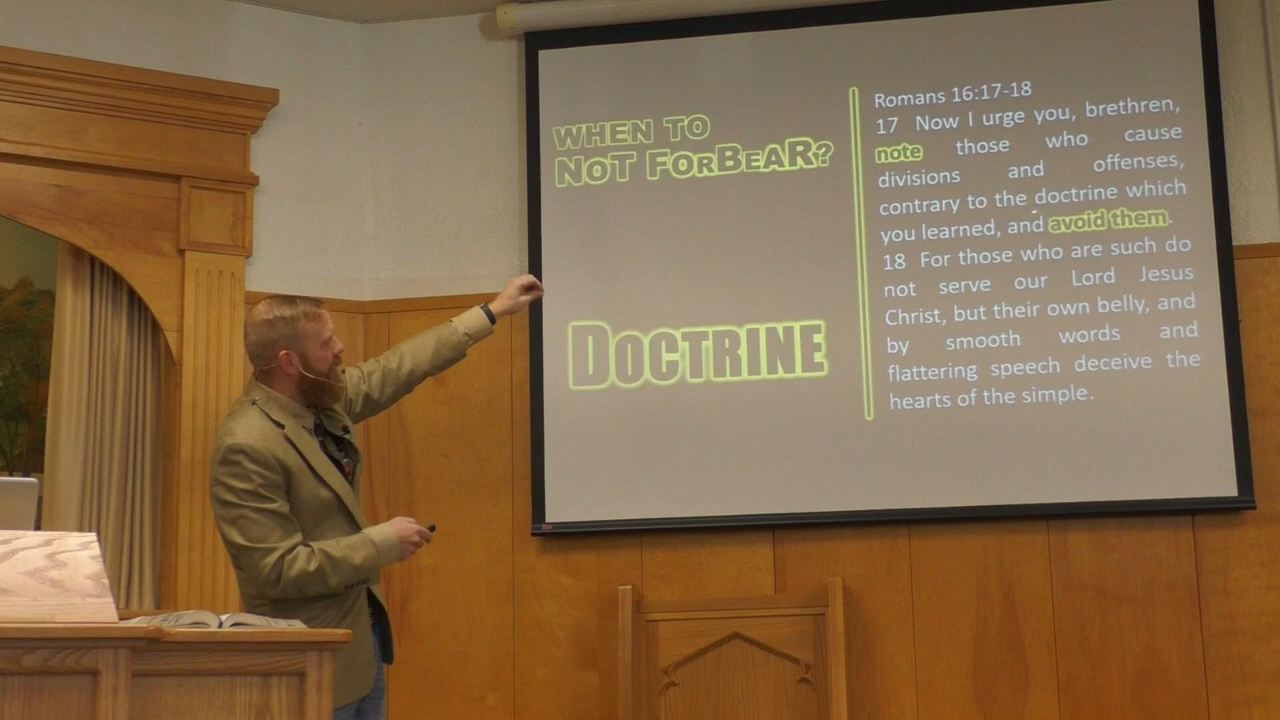 WHEN TO
NOT FORBEAR?
DOCTRINE
Romans 16:17-18
17 Now I urge you, brethren,
note those who cause
divisions and offenses,
contrary to the doctrine which
you learned, and avoid them.
18 For those who are such do
not serve our Lord Jesus
Christ, but their own belly, and
by smooth words and
flattering speech deceive the
hearts of the simple.